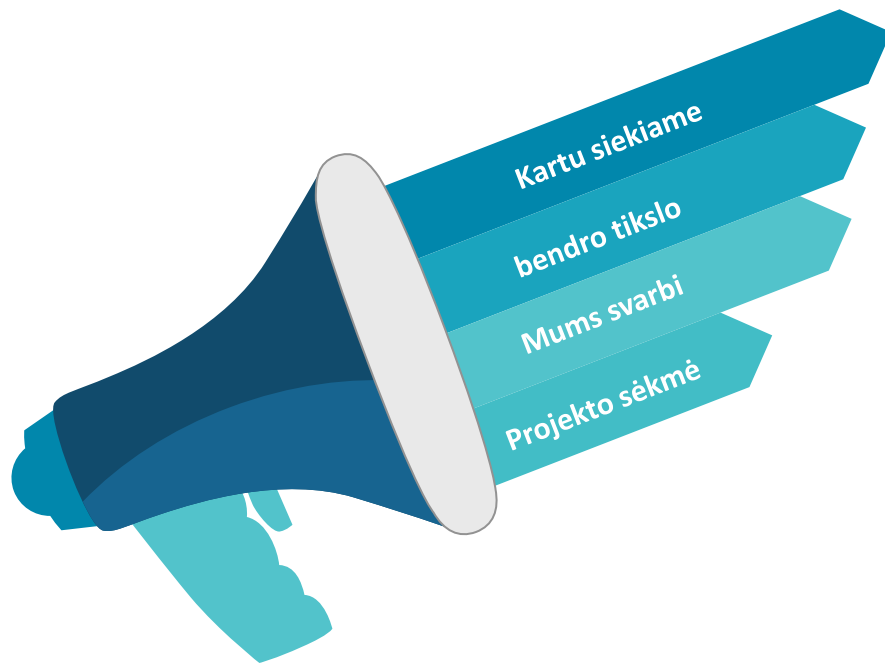 Kartu siekiame
bendro tikslo
Mums svarbi
Projekto sėkmė